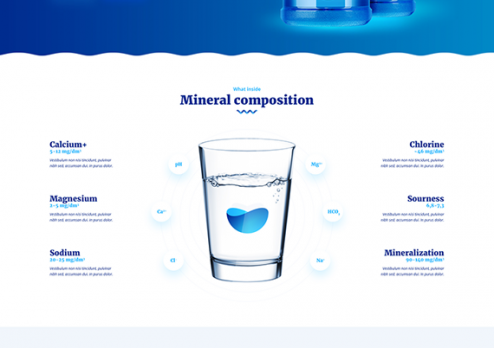 What Inside
Mineral composition
Calcium+
5-12 mg/dm³
Vestibulum non nisi tincidunt, pulvinar
nibh sed, accumsan dui. In purus dolor.
Magnesium
2-5 mg/dm³
Vestibulum non nisi tincidunt, pulvinar
nibh sed, accumsan dui. In purus dolor.
Sodium
20-25 mg/dm³
Vestibulum non nisi tincidunt, pulvinar
nibh sed, accumsan dui. In purus dolor.
pH
Mg⁺⁺
Ca⁺
HCO₃
Cl
Na
Chlorine
~46 mg/dm³
Vestibulum non nisi tincidunt, pulvinar
nibh sed, accumsan dui. In purus dolor.
Sourness
6,8-7,5
Vestibulum non nisi tincidunt, pulvinar
nibh sed, accumsan dui. In purus dolor.
Mineralization
90-150 mg/dm³
Vestibulum non nisi tincidunt, pulvinar
nibh sed, accumsan dui. In purus dolor.